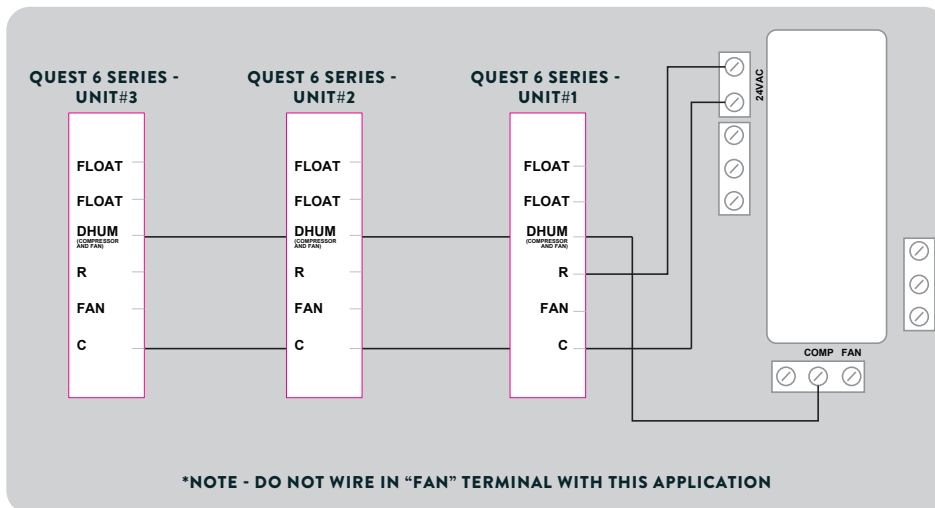 QUEST 6 SERIES -
UNIT#3
QUEST 6 SERIES -
UNIT#2
QUEST 6 SERIES -
UNIT#1
FLOAT
FLOAT
DHUM
(COMPRESSOR
AND FAN)
R
FAN
C
FLOAT
FLOAT
DHUM
(COMPRESSOR
AND FAN)
R
FAN
C
FLOAT
FLOAT
DHUM
(COMPRESSOR
AND FAN)
R
FAN
C
24VAC
COMP FAN
*NOTE - DO NOT WIRE IN “FAN” TERMINAL WITH THIS APPLICATION